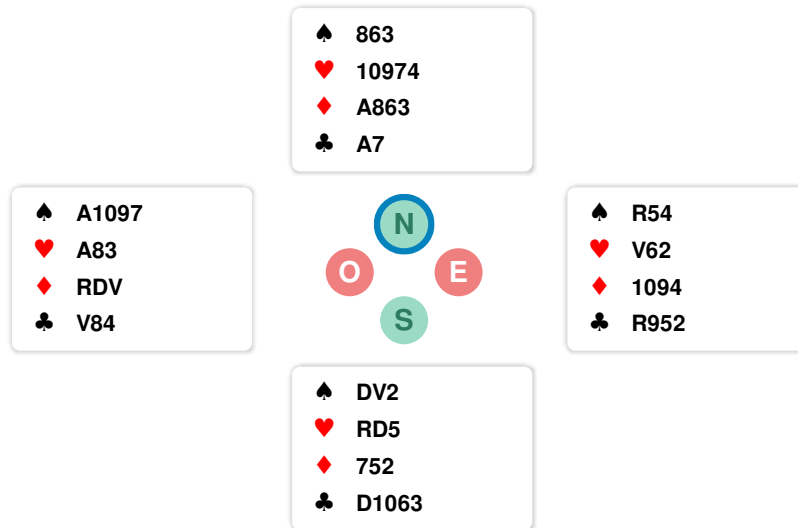 ♠ 863
♥ 10974
♦ A863
♣ A7
♠ A1097
♥ A83
♦ RDV
♣ V84
N
O E
S
♠ R54
♥ V62
♦ 1094
♣ R952
♠ DV2
♥ RD5
♦ 752
♣ D1063